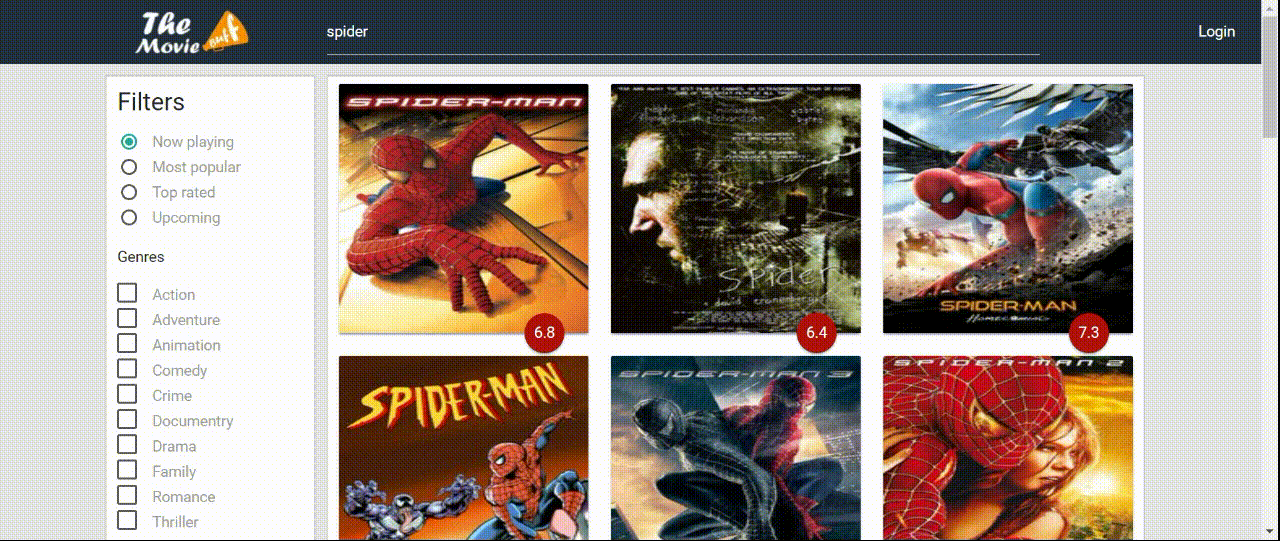 The
Movie buff
spider
Login
Filters
Now playing
Most popular
Top rated
Upcoming
Genres
Action
Adventure
Animation
Comedy
Crime
Documentry
Drama
Family
Romance
Thriller
SPIDER-MAN
6.8
spider
david cronenberg
6.4
SPIDER-MAN
HOMECOMING
7.3
SPIDER-MAN
SPIDER-MAN 3
SPIDER-MAN 2